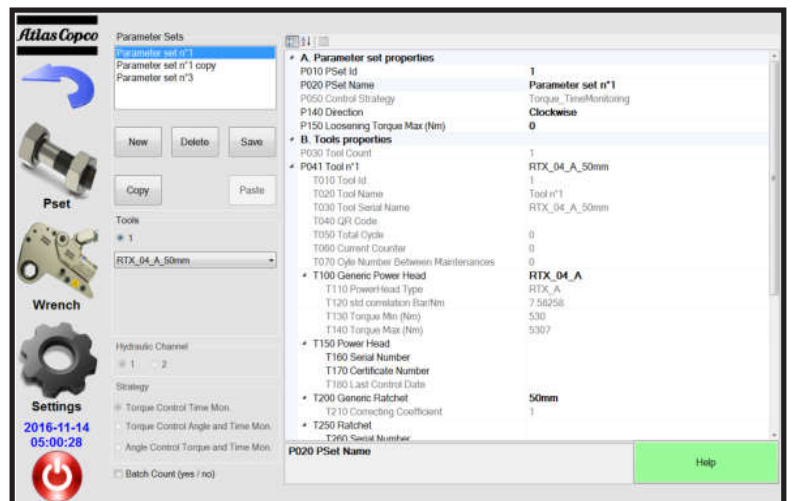 Atlas Copco
Pset
Wrench
Settings
2016-11-14
05:00:28
Parameter Sets
Parameter set n°1
Parameter set n°1 copy
Parameter set n°3
New
Delete
Save
Copy
Paste
Tools
1
RTX_04_A_50mm
Hydraulic Channel
1 2
Strategy
Torque Control Time Mon.
Torque Control Angle and Time Mon.
Angle Control Torque and Time Mon.
Batch Count (yes / no)
A. Parameter set properties
P010 PSet Id 1
P020 PSet Name Parameter set n°1
P050 Control Strategy Torque_TimeMonitoring
P140 Direction Clockwise
P150 Loosening Torque Max (Nm) 0
B. Tools properties
P030 Tool Count 1
P041 Tool n°1 RTX_04_A_50mm
T010 Tool Id 1
T020 Tool Name Tool n°1
T030 Tool Serial Name RTX_04_A_50mm
T040 QR Code
T050 Total Cycle 0
T060 Current Counter 0
T070 Cyle Number Between Maintenances 0
T100 Generic Power Head RTX_04_A
T110 PowerHead Type RTX_A
T120 std correlation Bar/Nm 7.58258
T130 Torque Min (Nm) 530
T140 Torque Max (Nm) 5307
T150 Power Head
T160 Serial Number
T170 Certificate Number
T180 Last Control Date
T200 Generic Ratchet 50mm
T210 Correcting Coefficient 1
T250 Ratchet
T260 Serial Number
P020 PSet Name
Help